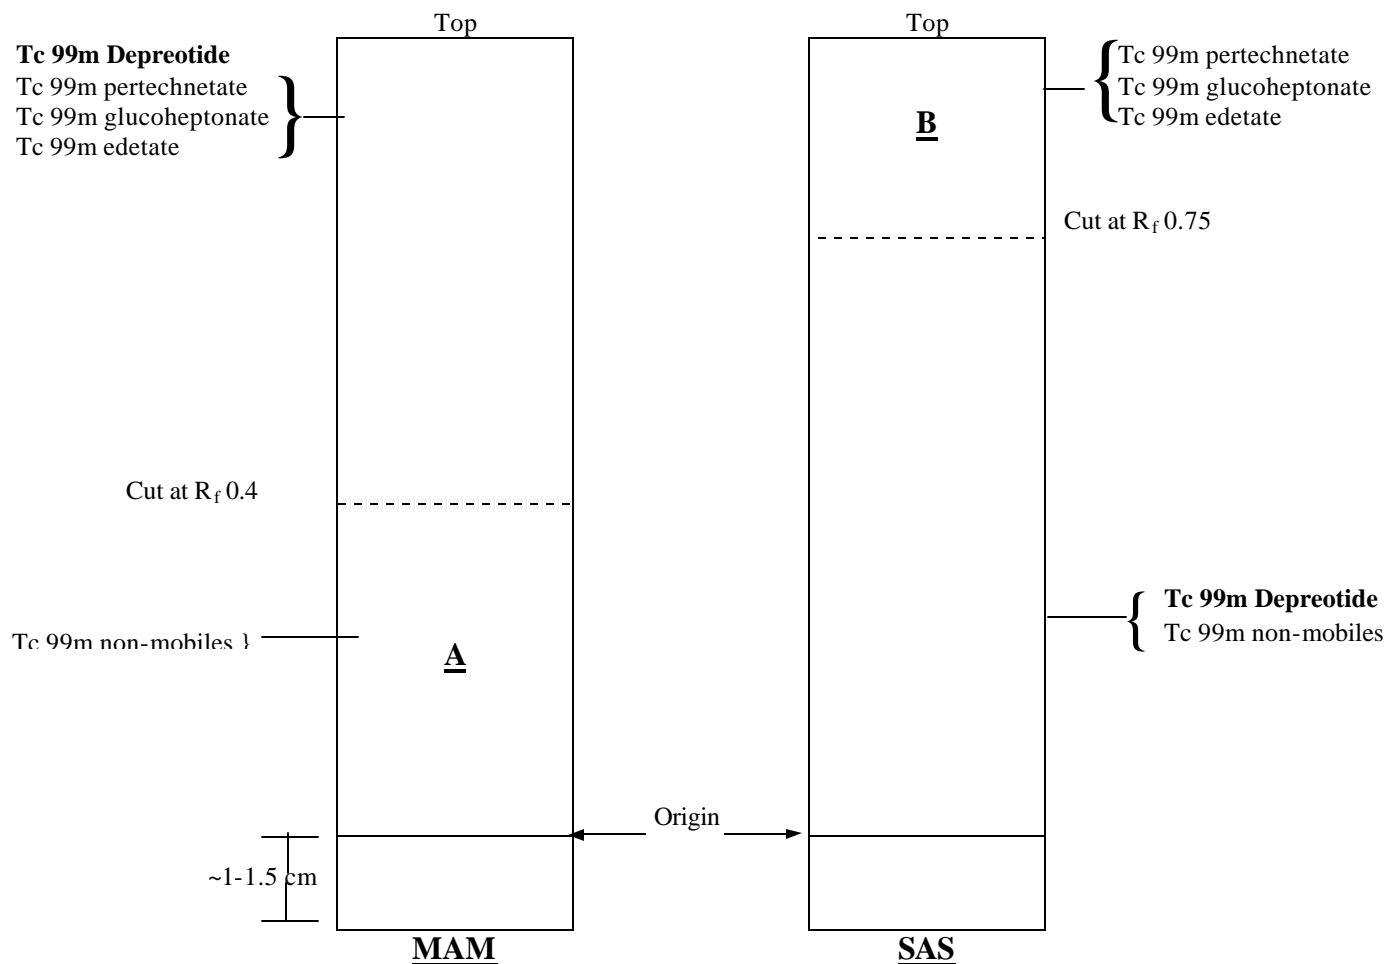 Top
Tc 99m Depreotide
Tc 99m pertechnetate
Tc 99m glucoheptonate
Tc 99m edetate
Cut at Rf 0.4
Tc 99m non-mobiles }
A
~1-1.5 cm
MAM
Origin
Top
B
Tc 99m pertechnetate
Tc 99m glucoheptonate
Tc 99m edetate
Cut at Rf 0.75
Tc 99m Depreotide
Tc 99m non-mobiles
SAS